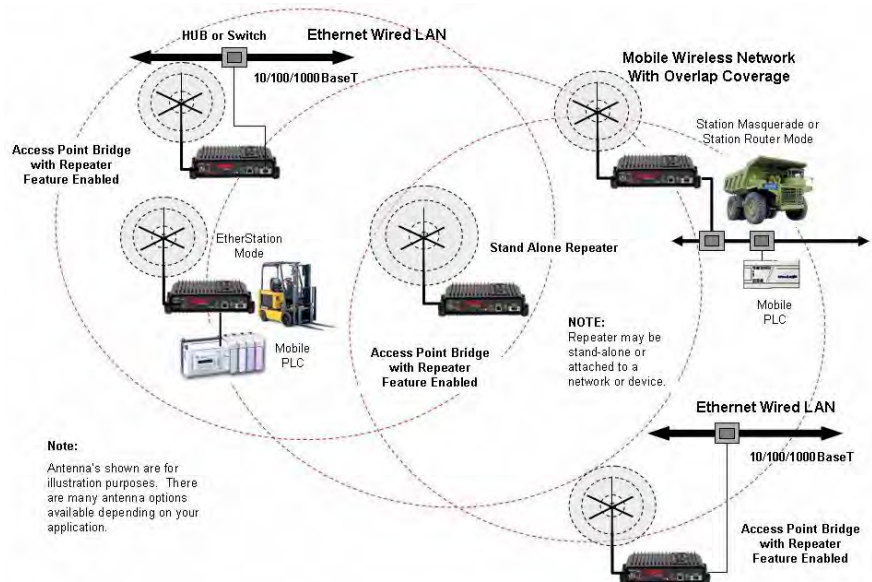 HUB or Switch
Ethernet Wired LAN
10/100/1000BaseT
Access Point Bridge
with Repeater
Feature Enabled
Mobile Wireless Network
With Overlap Coverage
Station Masquerade or
Station Router Mode
EtherStation
Mode
Stand Alone Repeater
Mobile
PLC
Mobile
PLC
Access Point Bridge
with Repeater
Feature Enabled
NOTE:
Repeater may be
stand-alone or
attached to a
network or device.
Ethernet Wired LAN
10/100/1000BaseT
Note:
Antenna's shown are for
illustration purposes. There
are many antenna options
available depending on your
application.
Access Point Bridge
with Repeater
Feature Enabled